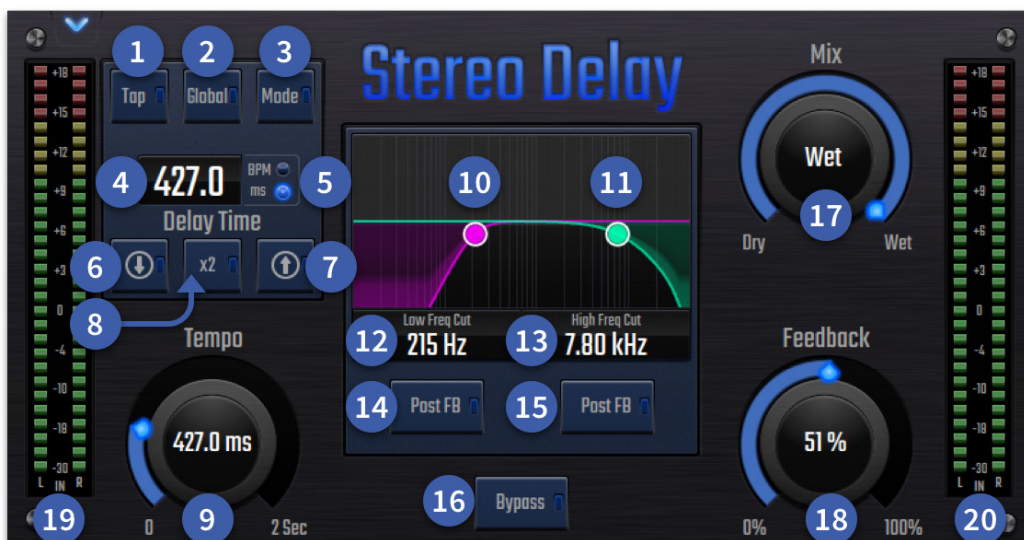 1 2 3
Tap Global Mode
Stereo Delay
Mix
+18 +18
+15 +15
+12 +12
4 427.0 BPM ms 5
10 11
Wet
+9 +9
+6 +6
Delay Time
17
Dry Wet
6 x2 7
+3 +3
8
0 0
Low Freq Cut High Freq Cut
12 215 Hz 13 7.80 kHz
Tempo
Feedback
-4 -4
-10 -10
14 Post FB 15 Post FB
-18 -18
427.0 ms
51 %
-30 -30
L IN R L IN R
16 Bypass
19 9 18 20
0 2 Sec
0% 100%